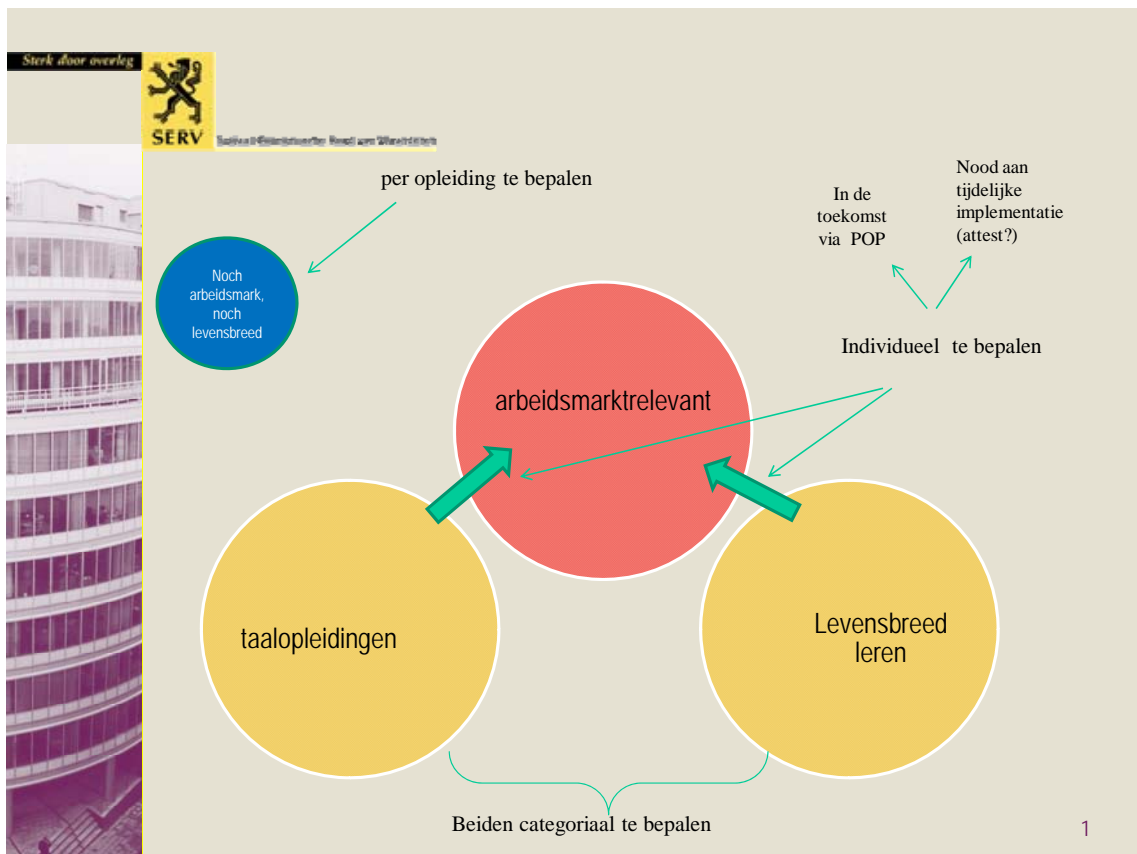 Sterk door overleg
SERV
per opleiding te bepalen
In de
toekomst
via POP
Nood aan
tijdelijke
implementatie
(attest?)
Noch
arbeidsmark,
noch
levensbreed
Individueel te bepalen
arbeidsmarktrelevant
taalopleidingen
Levensbreed
leren
Beiden categoriaal te bepalen
1